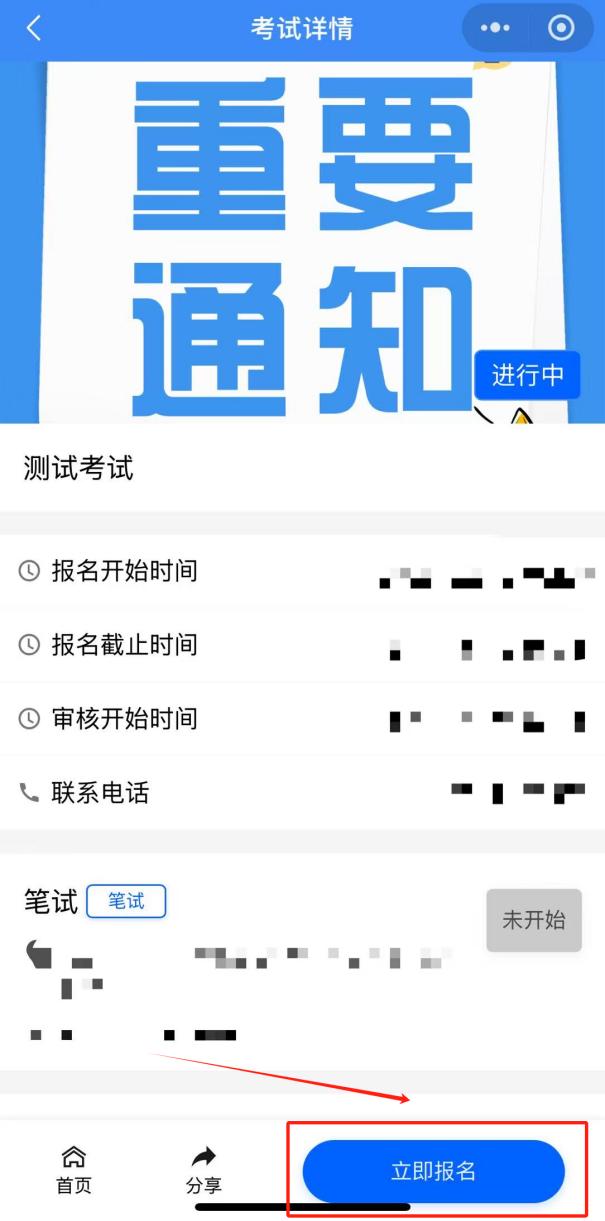 考试详情
重要
通知
进行中
测试考试
报名开始时间
报名截止时间
审核开始时间
联系电话
笔试 笔试
未开始
首页 分享 立即报名